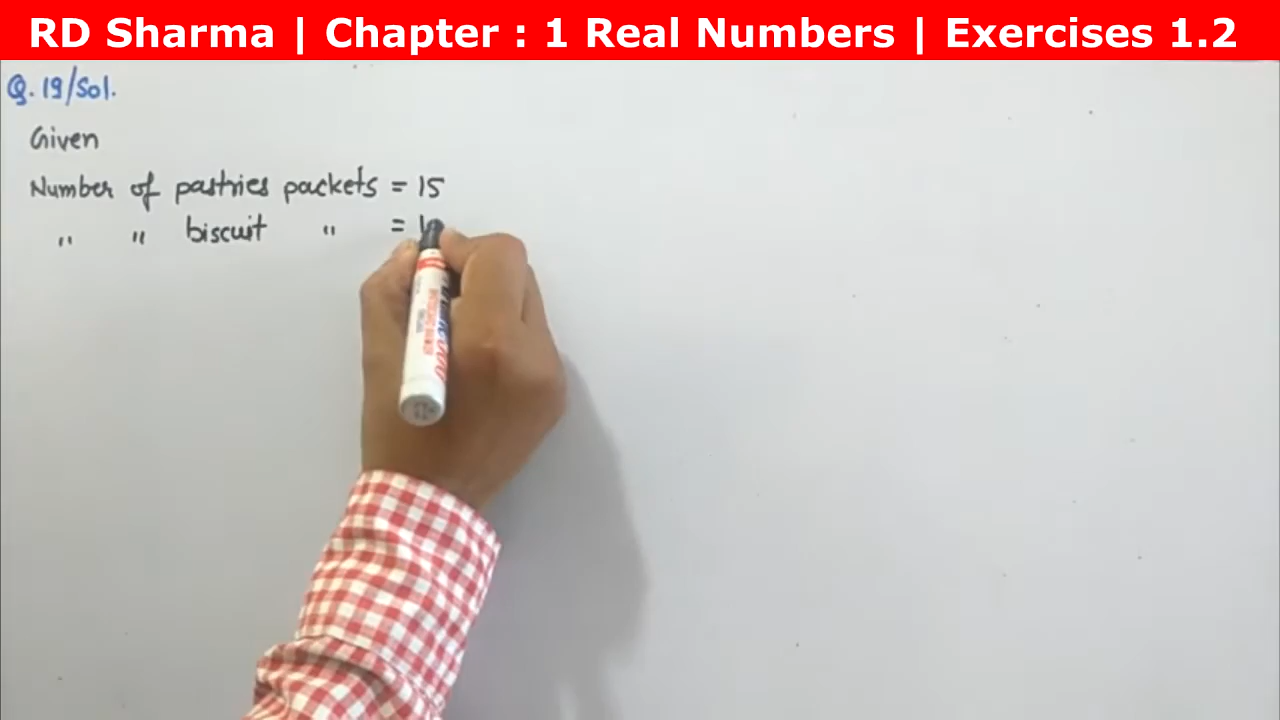 RD Sharma | Chapter : 1 Real Numbers | Exercises 1.2
Q. 19/Sol.
Given
Number of pastries packets = 15
" " biscuit " =